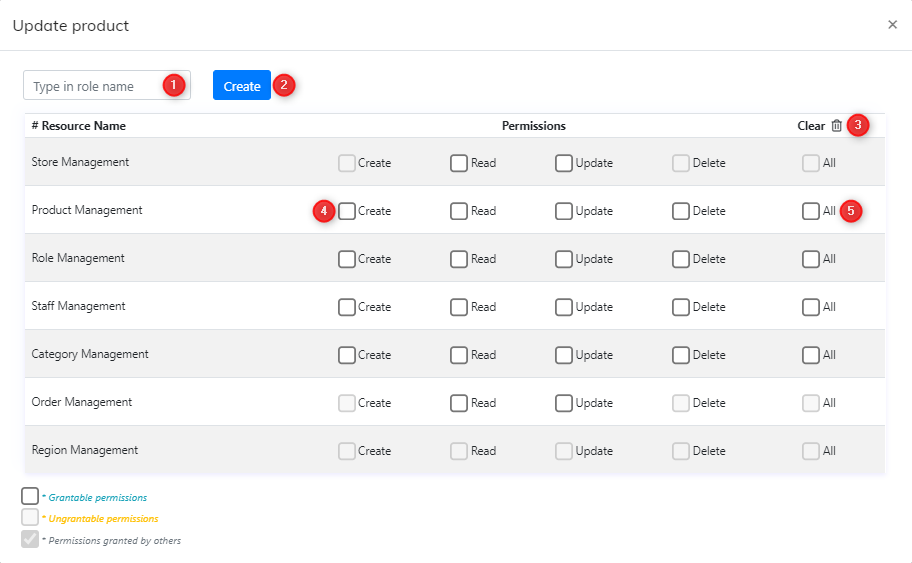 Update product ×
Type in role name 1 Create 2
# Resource Name Permissions Clear 3
Store Management Create Read Update Delete All
Product Management 4 Create Read Update Delete All 5
Role Management Create Read Update Delete All
Staff Management Create Read Update Delete All
Category Management Create Read Update Delete All
Order Management Create Read Update Delete All
Region Management Create Read Update Delete All
* Grantable permissions
* Ungrantable permissions
* Permissions granted by others